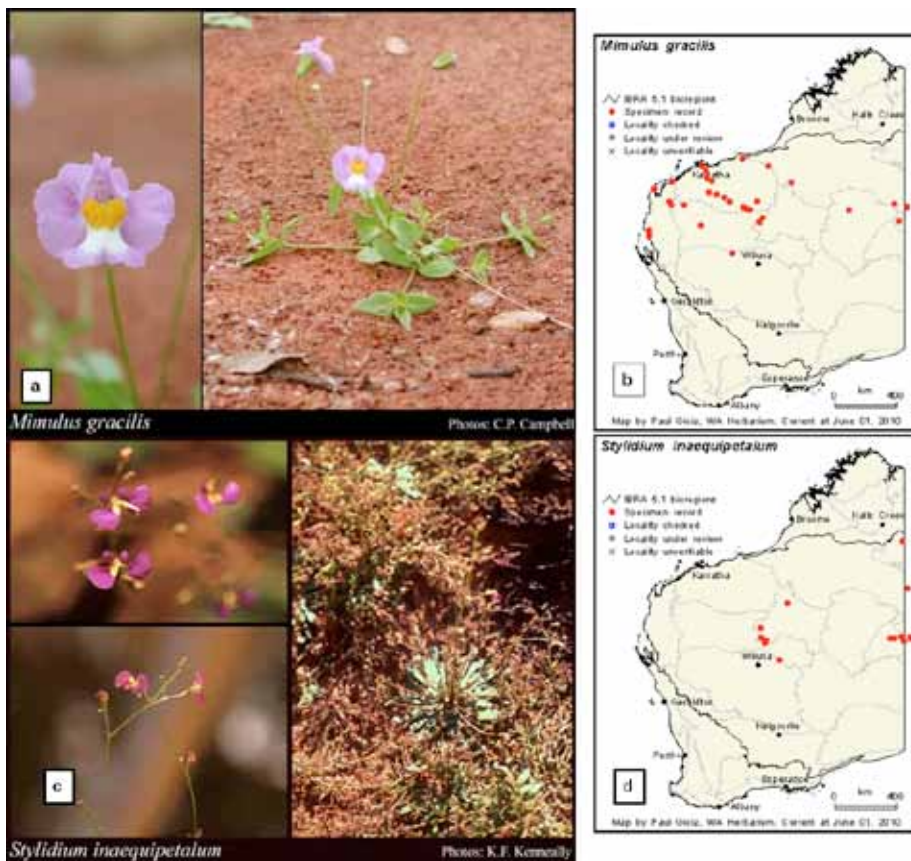 a
Mimulus gracilis
Photos: C.P. Campbell
Mimulus gracilis
IBRA 6.1 bioregions
Specimen record
Locality checked
Locality under review
Locality unverifiable
Broome
Halls Creek
Karratha
Wiluna
Geraldton
Kalgoorlie
Perth
Esperance
Albany
km
0 400
b
Map by Paul Gioia, WA Herbarium. Current at June 01, 2010
c
Stylidium inaequipetalum
Photos: K.F. Kenneally
Stylidium inaequipetalum
IBRA 6.1 bioregions
Specimen record
Locality checked
Locality under review
Locality unverifiable
Broome
Halls Creek
Karratha
Wiluna
Geraldton
Kalgoorlie
Perth
Esperance
Albany
km
0 400
d
Map by Paul Gioia, WA Herbarium. Current at June 01, 2010